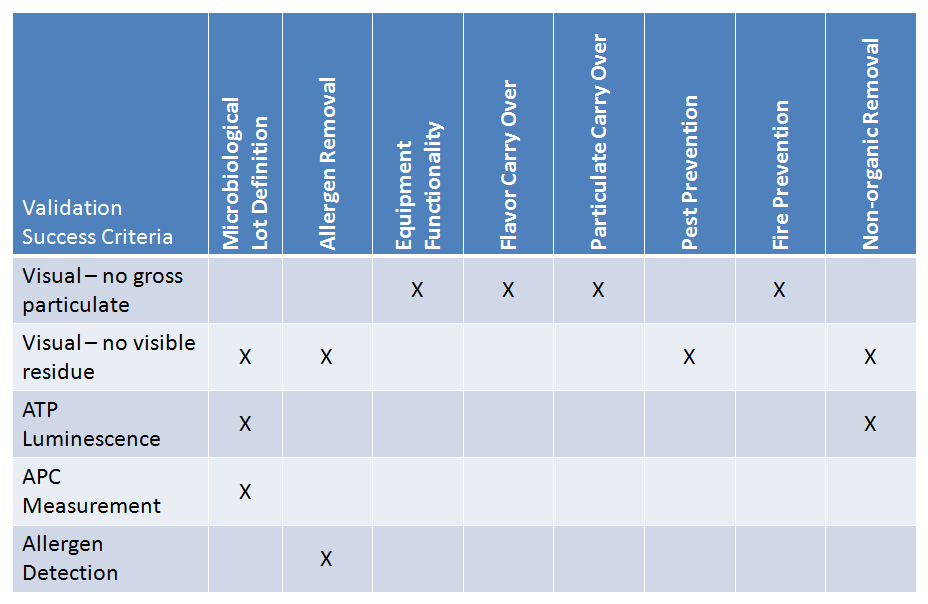 Validation
Success Criteria
Microbiological
Lot Definition
Allergen Removal
Equipment
Functionality
Flavor Carry Over
Particulate Carry Over
Pest Prevention
Fire Prevention
Non-organic Removal
Visual – no gross
particulate
X X X X
Visual – no visible
residue
X X X X
ATP
Luminescence
X X
APC
Measurement
X
Allergen
Detection
X